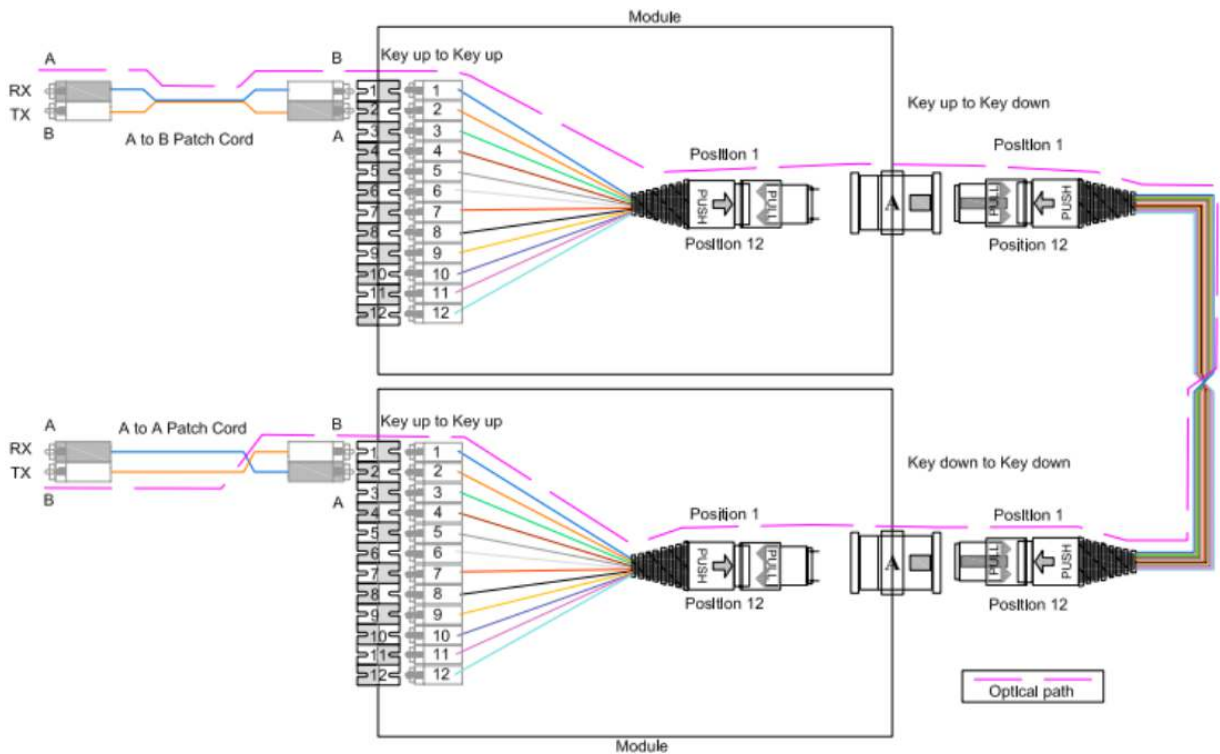 Module
A
B
Key up to Key up
RX
TX
B
A to B Patch Cord
A
1 1
2 2
3 3
4 4
5 5
6 6
7 7
8 8
9 9
10 10
11 11
12 12
Key up to Key down
Position 1
Position 1
PUSH
PULL
A
PULL
PUSH
Position 12
Position 12
A
A to A Patch Cord
B
Key up to Key up
RX
TX
B
A
1 1
2 2
3 3
4 4
5 5
6 6
7 7
8 8
9 9
10 10
11 11
12 12
Key down to Key down
Position 1
Position 1
PUSH
PULL
A
PULL
PUSH
Position 12
Position 12
Optical path
Module